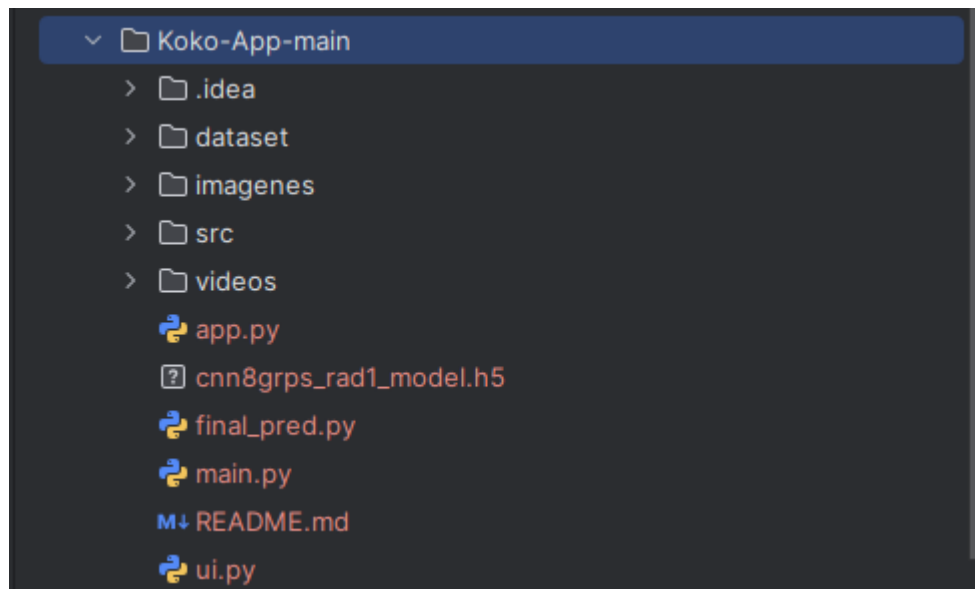 Koko-App-main
.idea
dataset
imagenes
src
videos
app.py
cnn8grps_rad1_model.h5
final_pred.py
main.py
M↓ README.md
ui.py